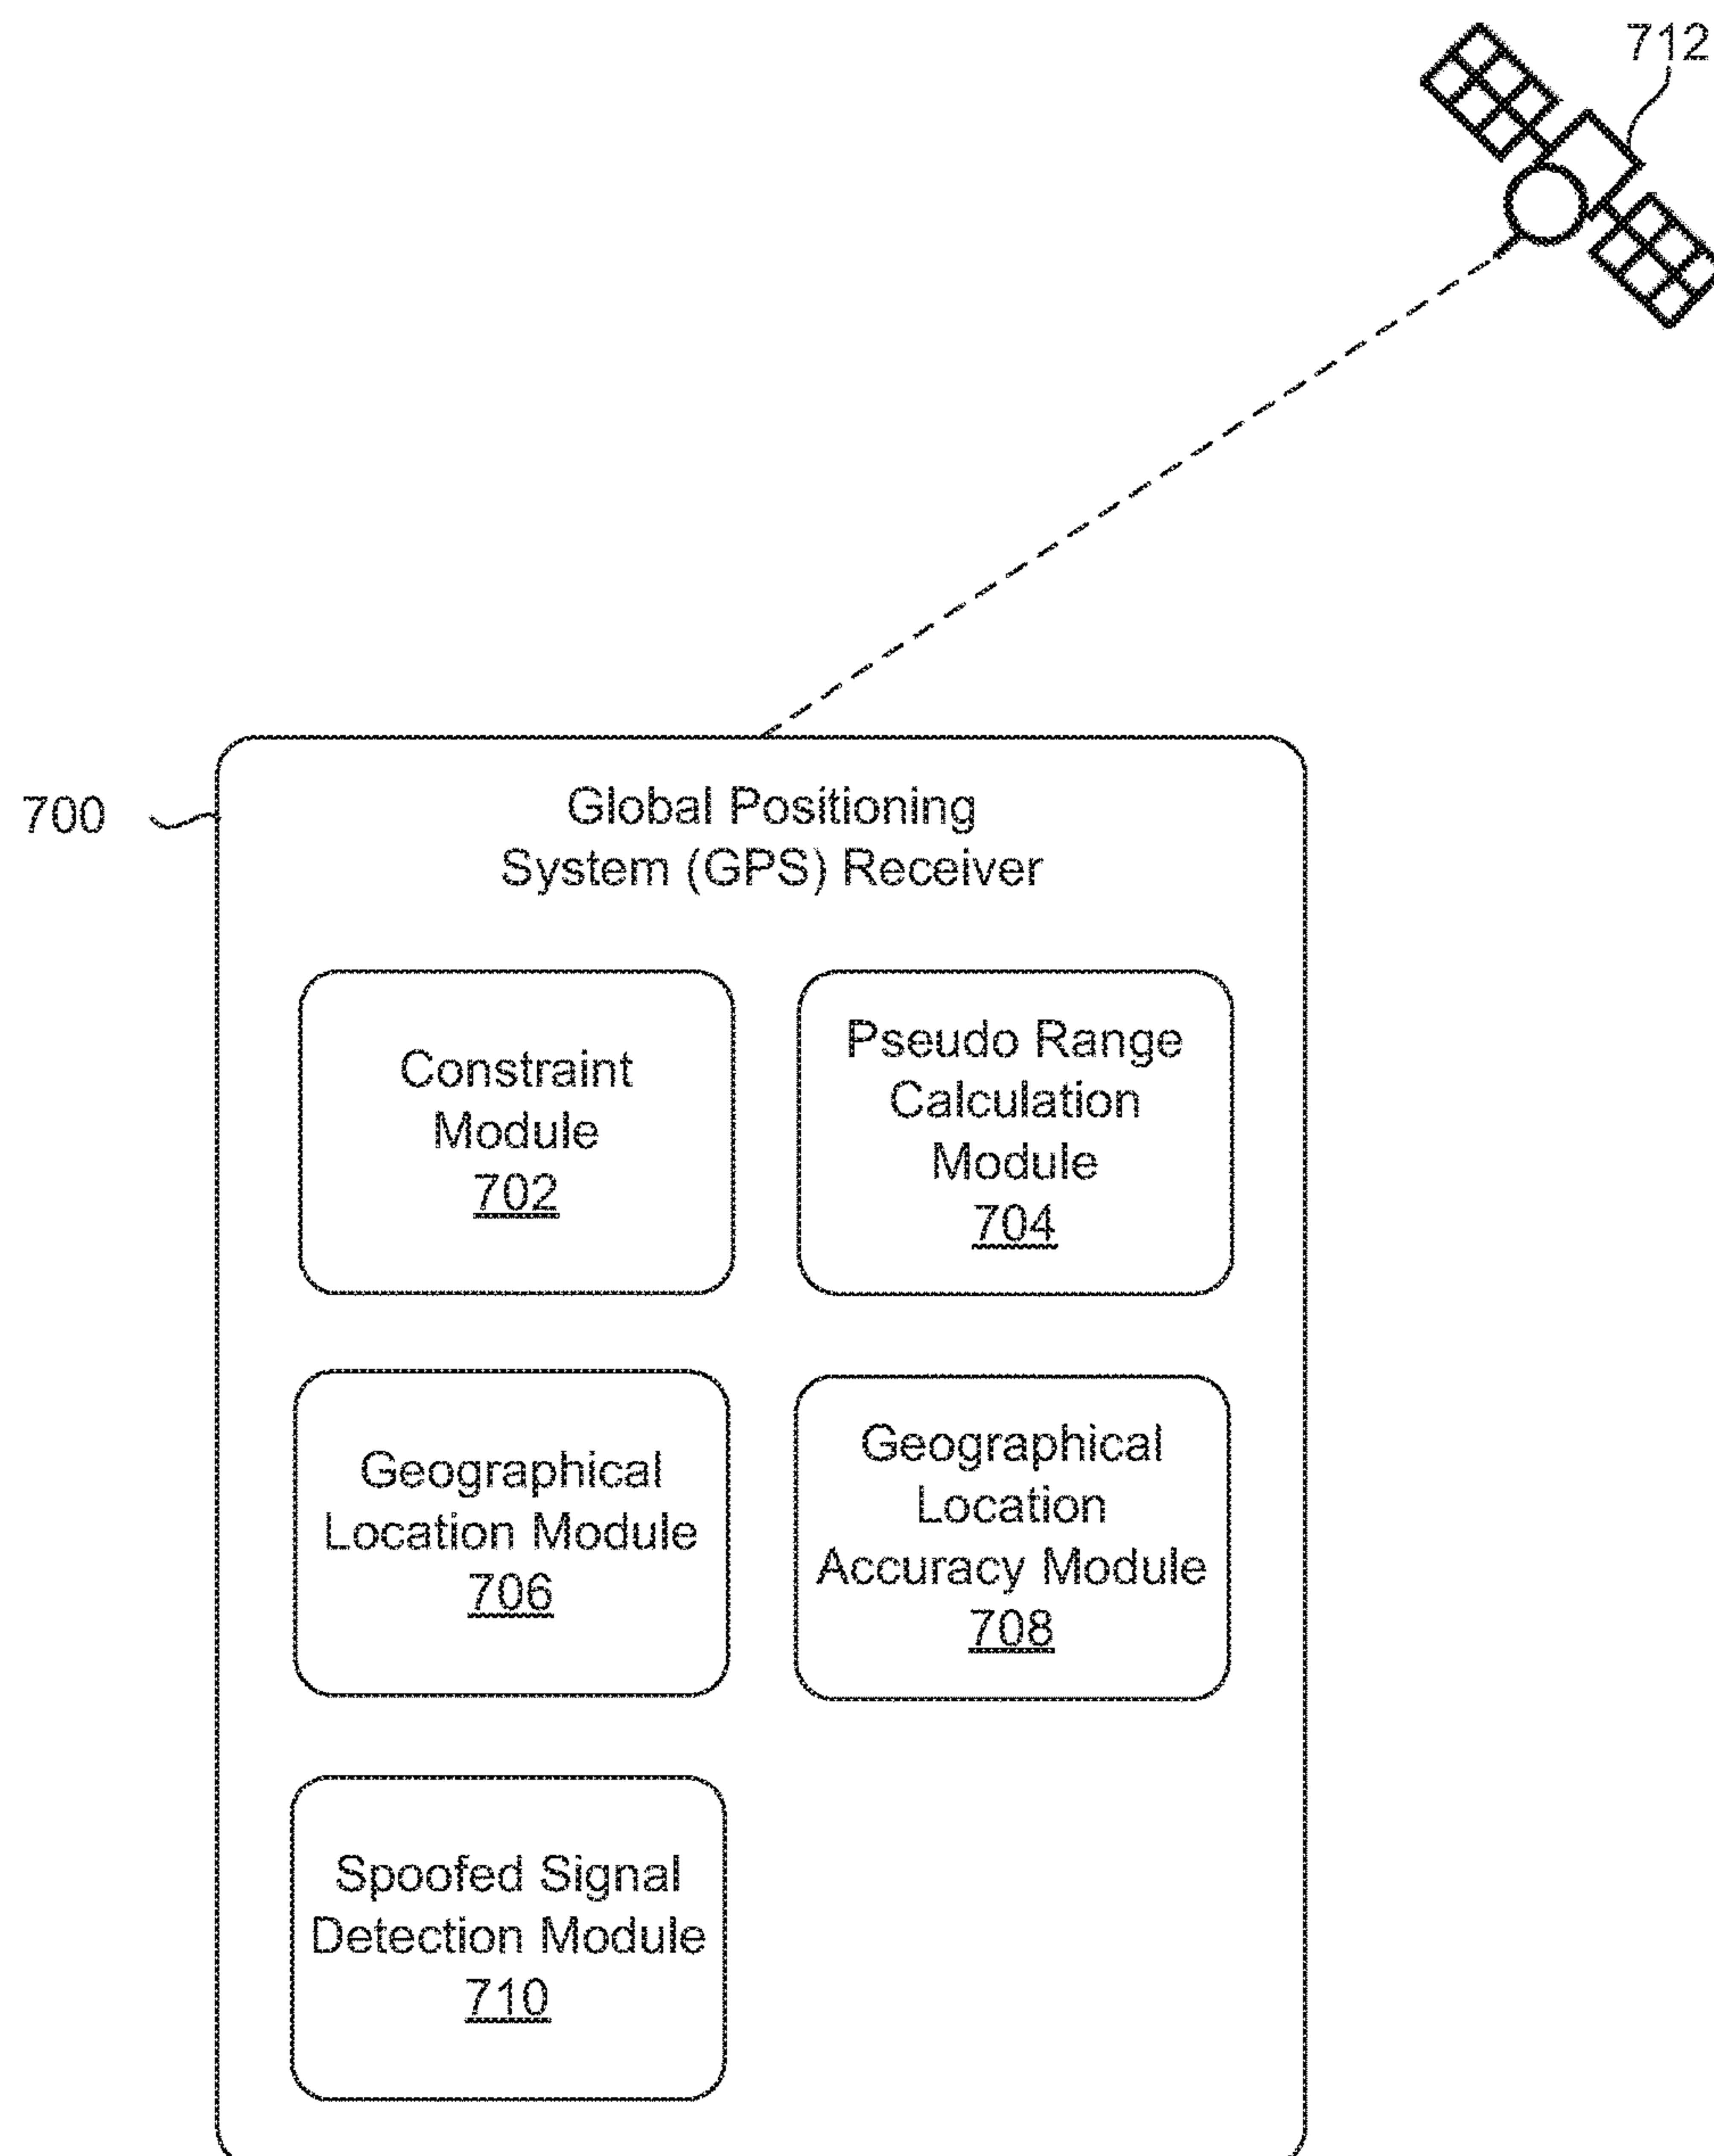 712
700
Global Positioning
System (GPS) Receiver
Constraint
Module
702
Pseudo Range
Calculation
Module
704
Geographical
Location Module
706
Geographical
Location
Accuracy Module
708
Spoofed Signal
Detection Module
710